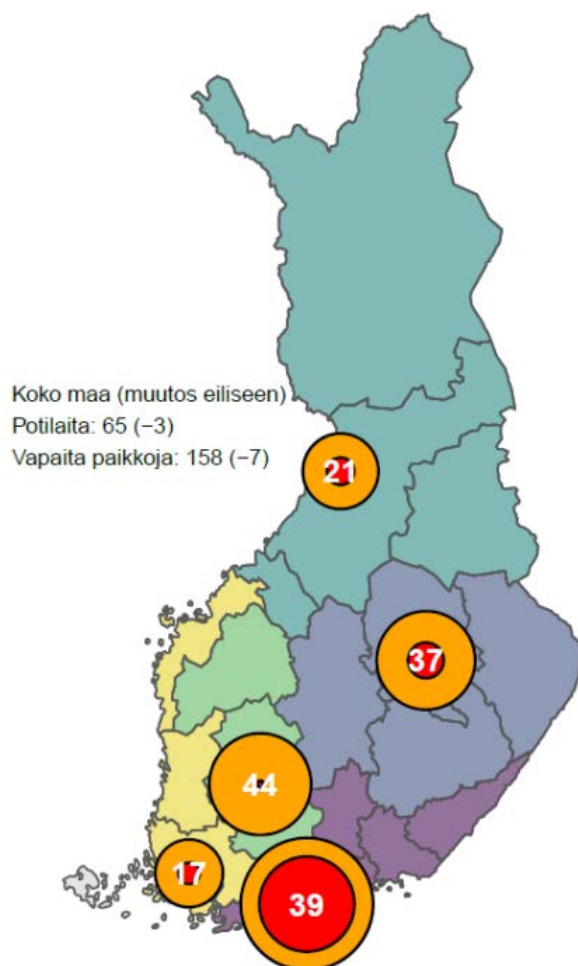 Koko maa (muutos eiliseen)
Potilaita: 65 (−3)
Vapaita paikkoja: 158 (−7)
21
37
44
17
39